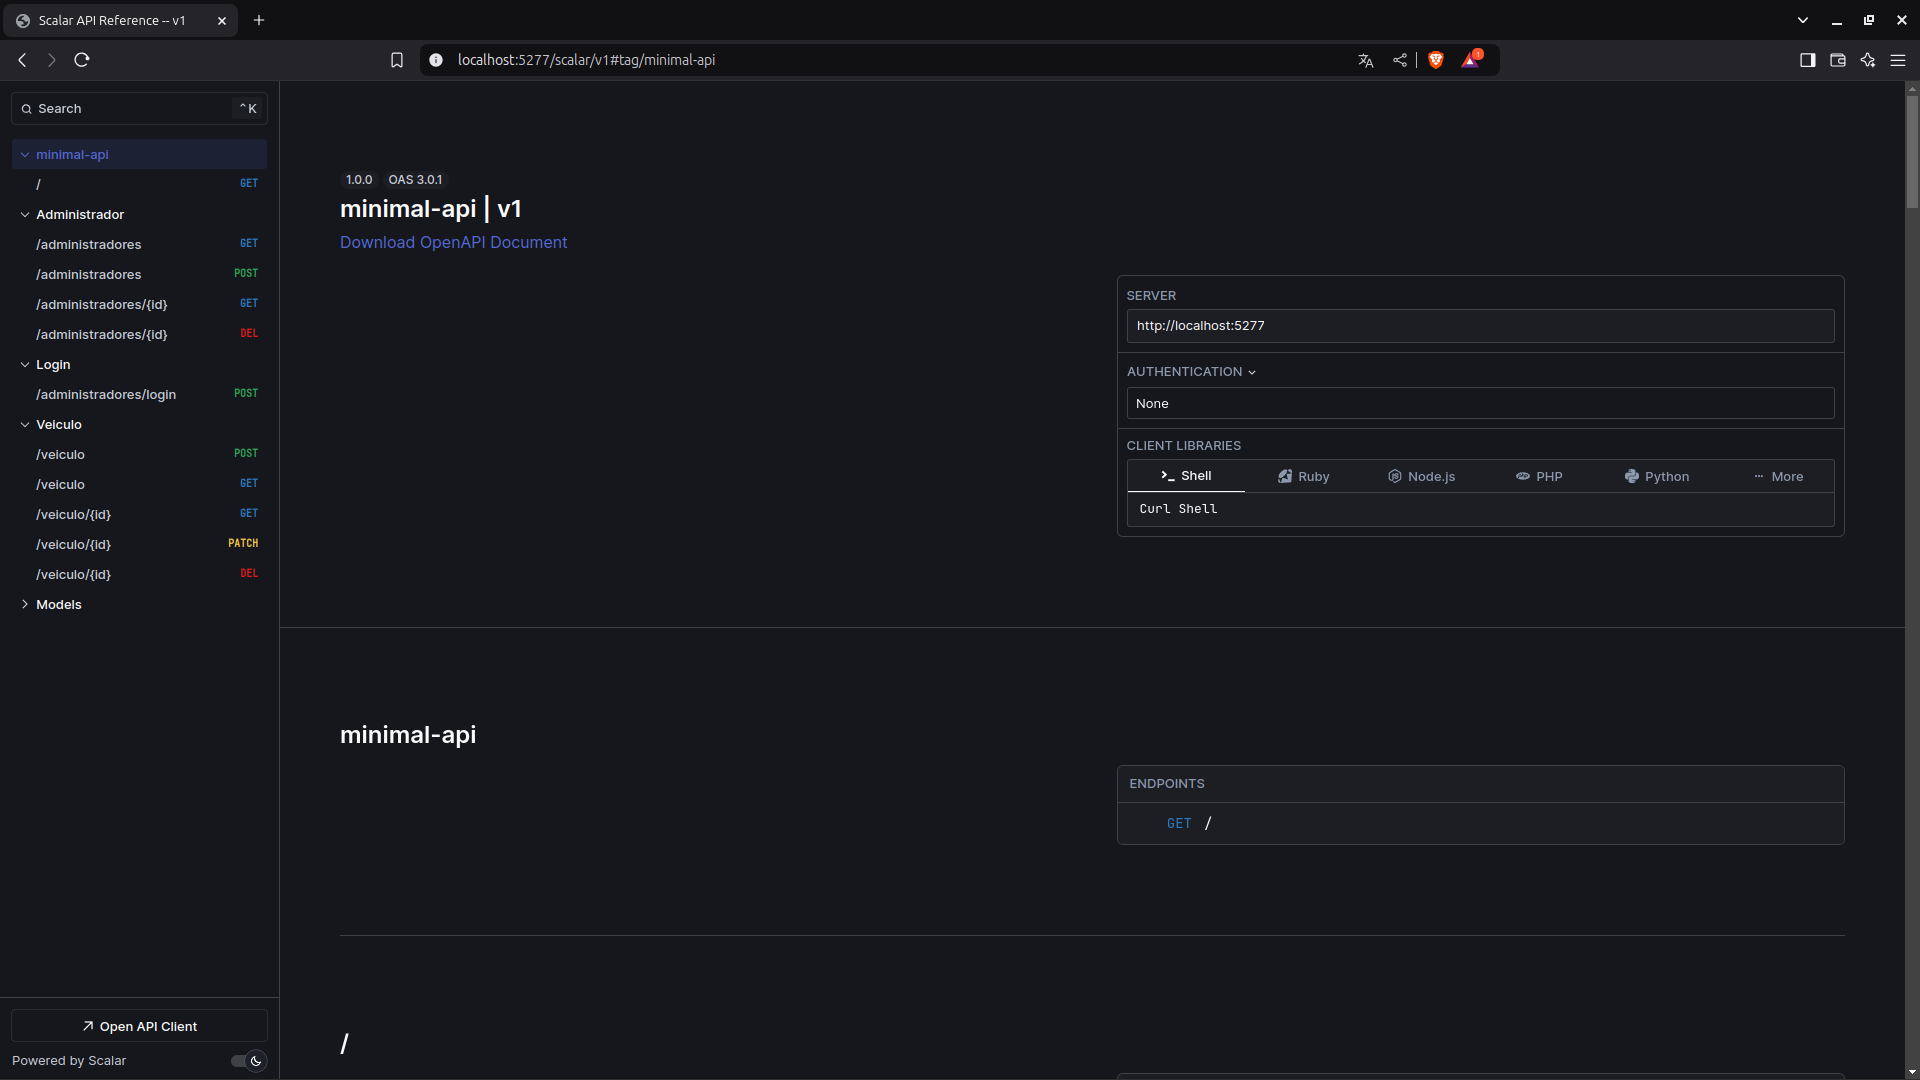 Scalar API Reference -- v1
localhost:5277/scalar/v1#tag/minimal-api
1
Search
⌃K
minimal-api
/ GET
Administrador
/administradores GET
/administradores POST
/administradores/{id} GET
/administradores/{id} DEL
Login
/administradores/login POST
Veiculo
/veiculo POST
/veiculo GET
/veiculo/{id} GET
/veiculo/{id} PATCH
/veiculo/{id} DEL
Models
Open API Client
Powered by Scalar
1.0.0 OAS 3.0.1
minimal-api | v1
Download OpenAPI Document
SERVER
http://localhost:5277
AUTHENTICATION
None
CLIENT LIBRARIES
Shell Ruby Node.js PHP Python More
Curl Shell
minimal-api
ENDPOINTS
GET /
/